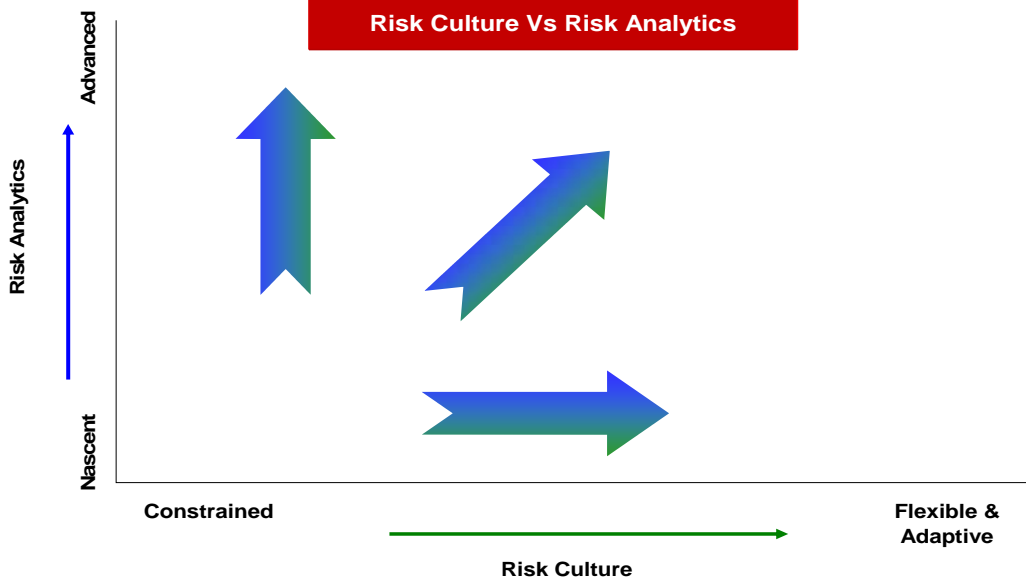 Risk Culture Vs Risk Analytics
Advanced
Risk Analytics
Nascent
Constrained
Flexible &
Adaptive
Risk Culture